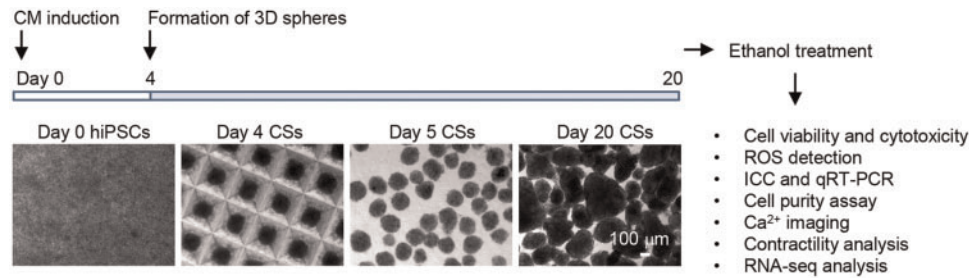 CM induction
Formation of 3D spheres
Day 0
4
20
Ethanol treatment
Day 0 hiPSCs
Day 4 CSs
Day 5 CSs
Day 20 CSs
100 µm
• Cell viability and cytotoxicity
• ROS detection
• ICC and qRT-PCR
• Cell purity assay
• Ca²⁺ imaging
• Contractility analysis
• RNA-seq analysis